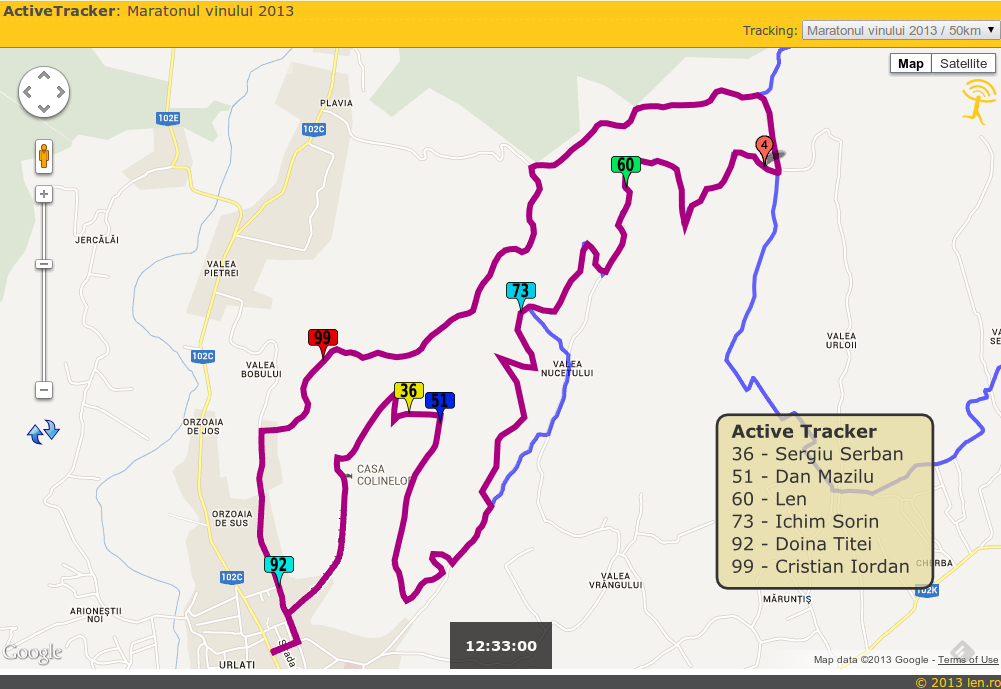 ActiveTracker: Maratonul vinului 2013
Tracking: Maratonul vinului 2013 / 50km
Map Satellite
PLAVIA
102E
102C
4
60
JERCĂLĂI
VALEA
PIETREI
73
99
VALEA
URLOII
102C
VALEA
BOBULUI
VALEA
NUCETULUI
36
51
ORZOAIA
DE JOS
Active Tracker
36 - Sergiu Serban
51 - Dan Mazilu
60 - Len
73 - Ichim Sorin
92 - Doina Titei
99 - Cristian Iordan
CASA
COLINELOR
ORZOAIA
DE SUS
92
102C
VALEA
VRÂNGULUI
CHERBA
102K
MĂRUNȚIȘ
ARIONEȘTII
NOI
12:33:00
Google
URLATI
Map data ©2013 Google - Terms of Use
© 2013 len.ro